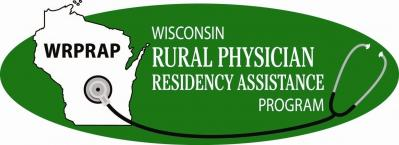 WRPRAP
WISCONSIN
RURAL PHYSICIAN
RESIDENCY ASSISTANCE
PROGRAM